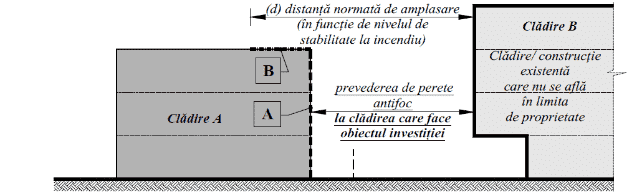 (d) distanță normată de amplasare
(în funcție de nivelul de
stabilitate la incendiu)
Clădire B
Clădire/ construcție
existentă
care nu se află
în limita
de proprietate
B
prevederea de perete
antifoc
la clădirea care face
obiectul investiției
A
Clădire A